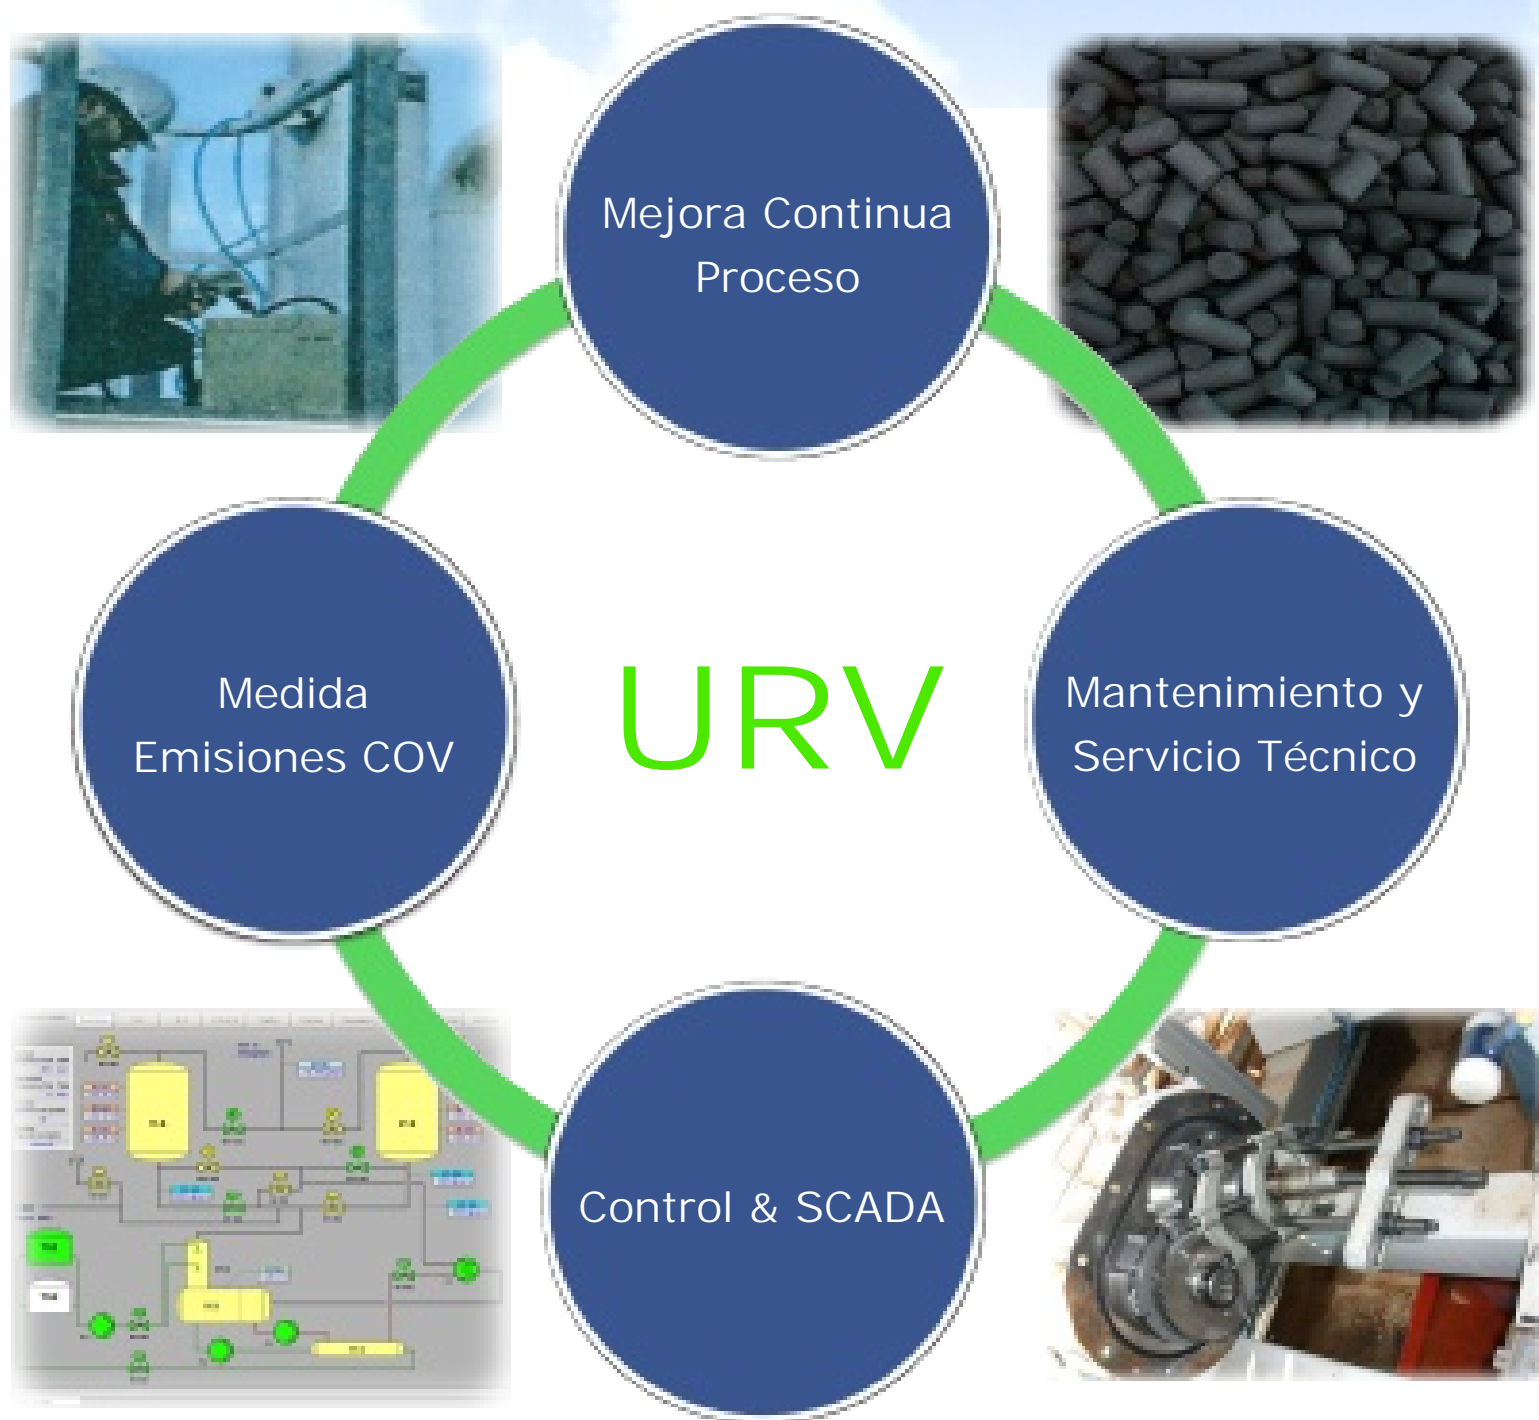 Mejora Continua
Proceso
Medida
Emisiones COV
URV
Mantenimiento y
Servicio Técnico
Control & SCADA